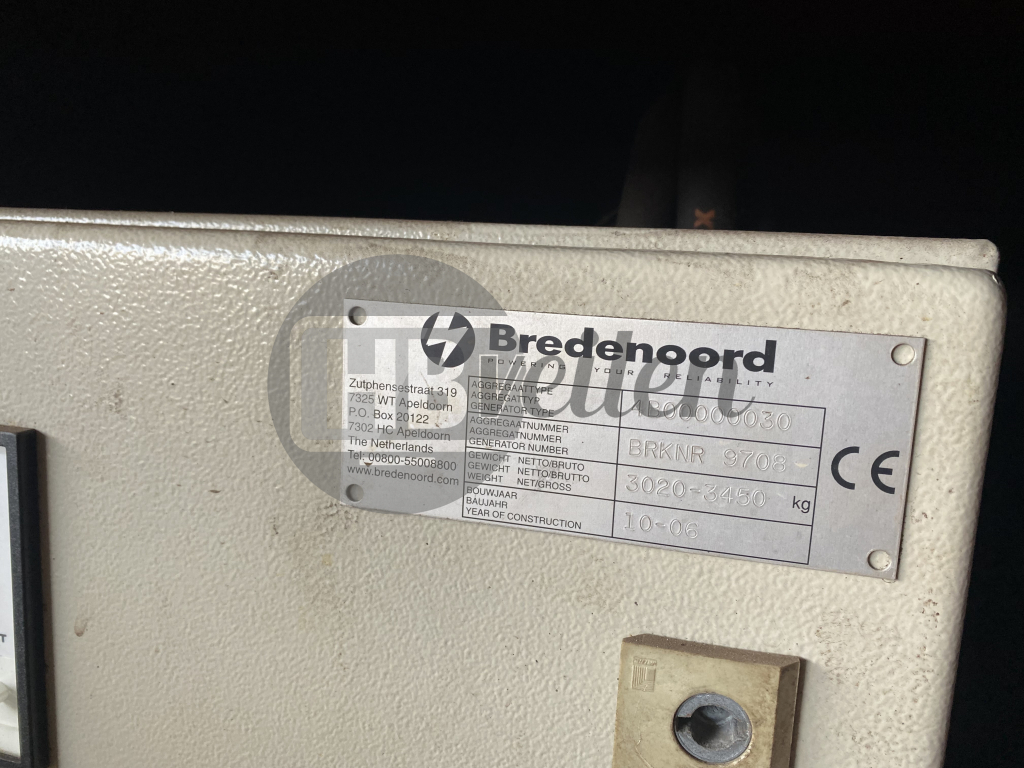 Bredenoord
POWERING YOUR RELIABILITY
Zutphensestraat 319
7325 WT Apeldoorn
P.O. Box 20122
7302 HC Apeldoorn
The Netherlands
Tel: 00800-55008800
www.bredenoord.com
AGGREGAATTYPE
AGGREGATTYP
GENERATOR TYPE
AB00000030
AGGREGAATNUMMER
AGGREGATNUMMER
GENERATOR NUMBER
BRKNR 9708
GEWICHT NETTO/BRUTO
GEWICHT NETTO/BRUTTO
WEIGHT NET/GROSS
3020-3450 kg
BOUWJAAR
BAUJAHR
YEAR OF CONSTRUCTION
10-06
CE
HBrellen
T